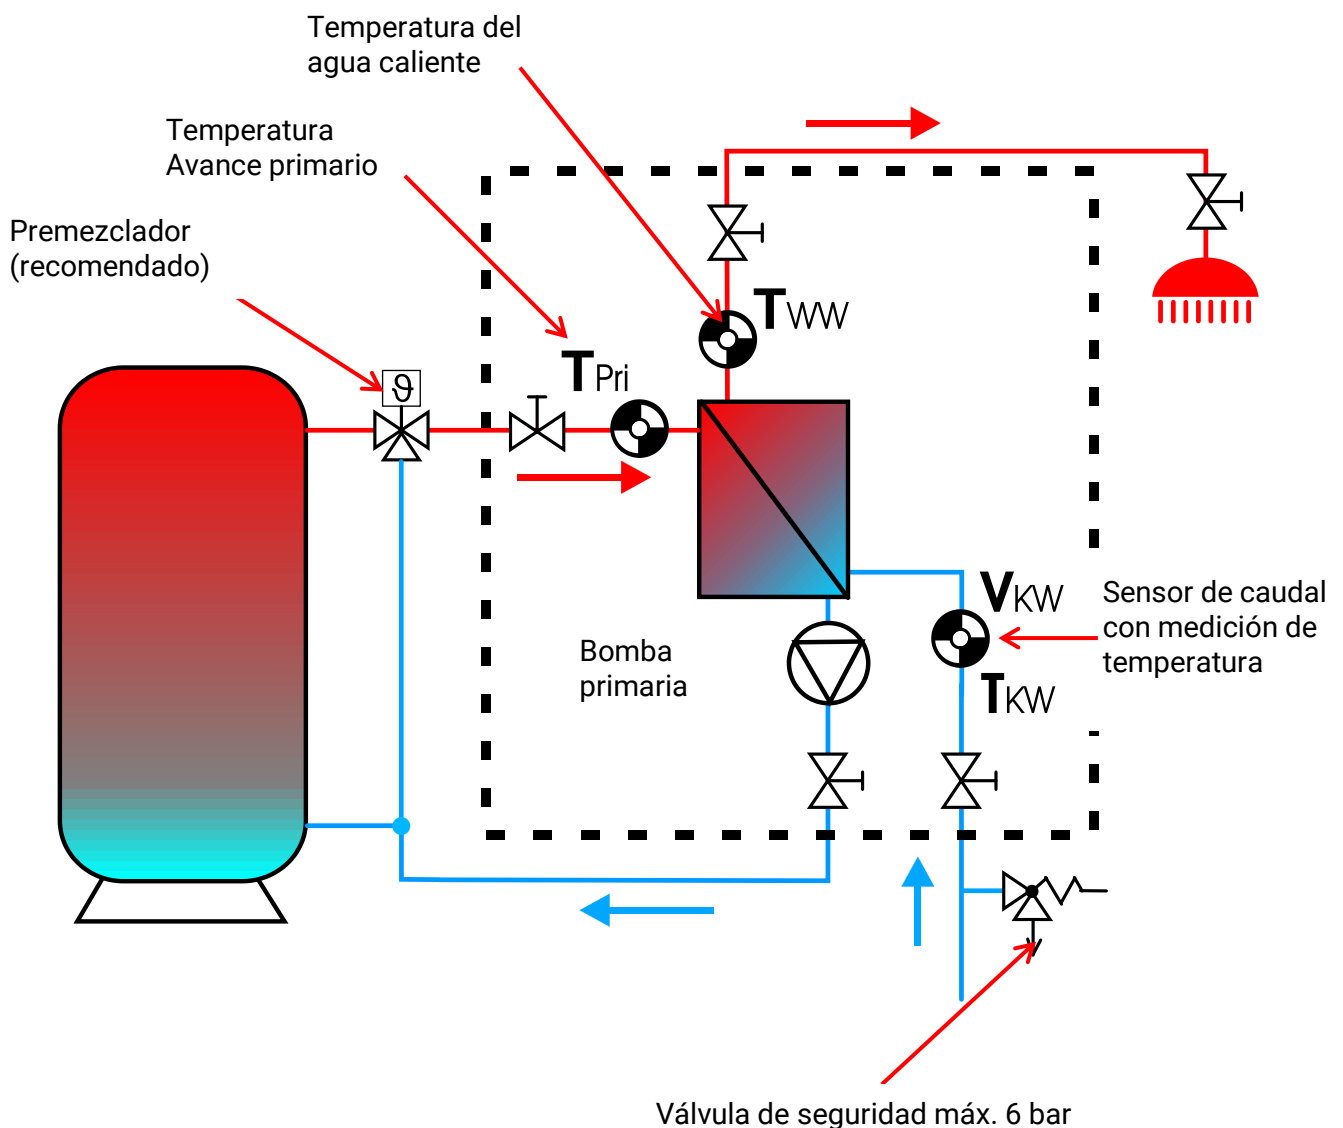 Temperatura del
agua caliente
Temperatura
Avance primario
Premezclador
(recomendado)
TWW
TPri
ϑ
VKW
Sensor de caudal
con medición de
temperatura
TKW
Bomba
primaria
Válvula de seguridad máx. 6 bar